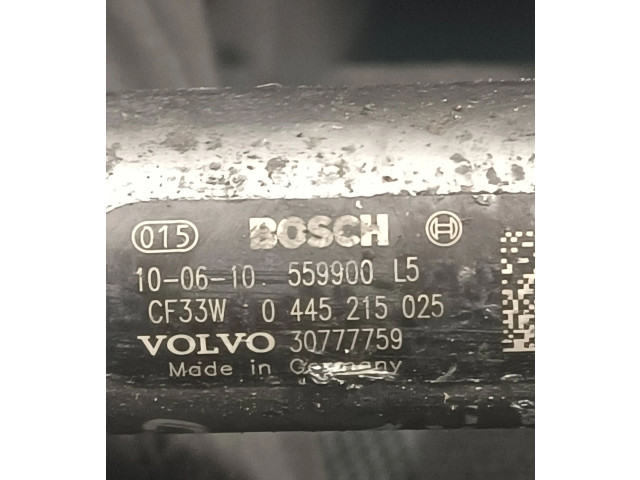 015 BOSCH
10-06-10 559900 L5
CF33W 0 445 215 025
VOLVO 30777759
Made in Germany